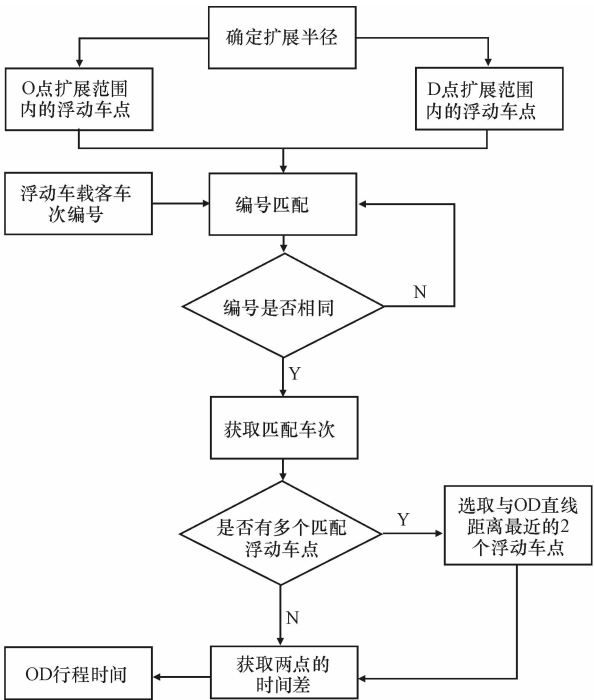 确定扩展半径
O点扩展范围
内的浮动车点
D点扩展范围
内的浮动车点
浮动车载客车
次编号
编号匹配
编号是否相同
N
Y
获取匹配车次
是否有多个匹配
浮动车点
Y
选取与OD直线
距离最近的2
个浮动车点
N
获取两点的
时间差
OD行程时间